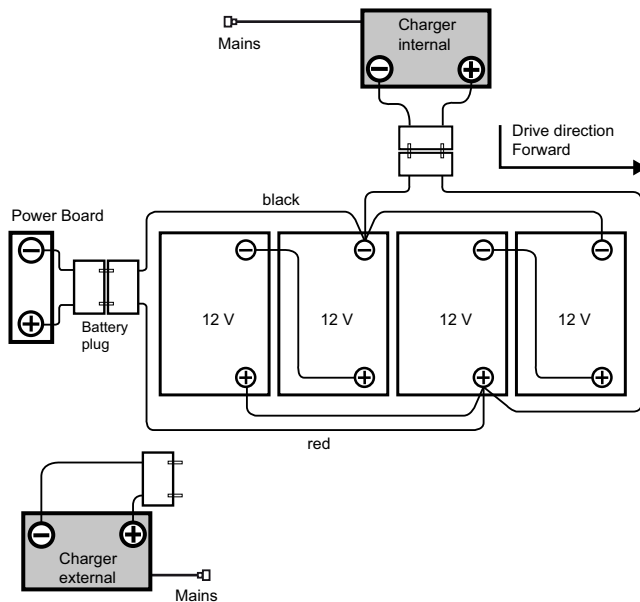 Charger
internal
Mains
Drive direction
Forward
black
Power Board
12 V
12 V
12 V
12 V
Battery
plug
red
Charger
external
Mains